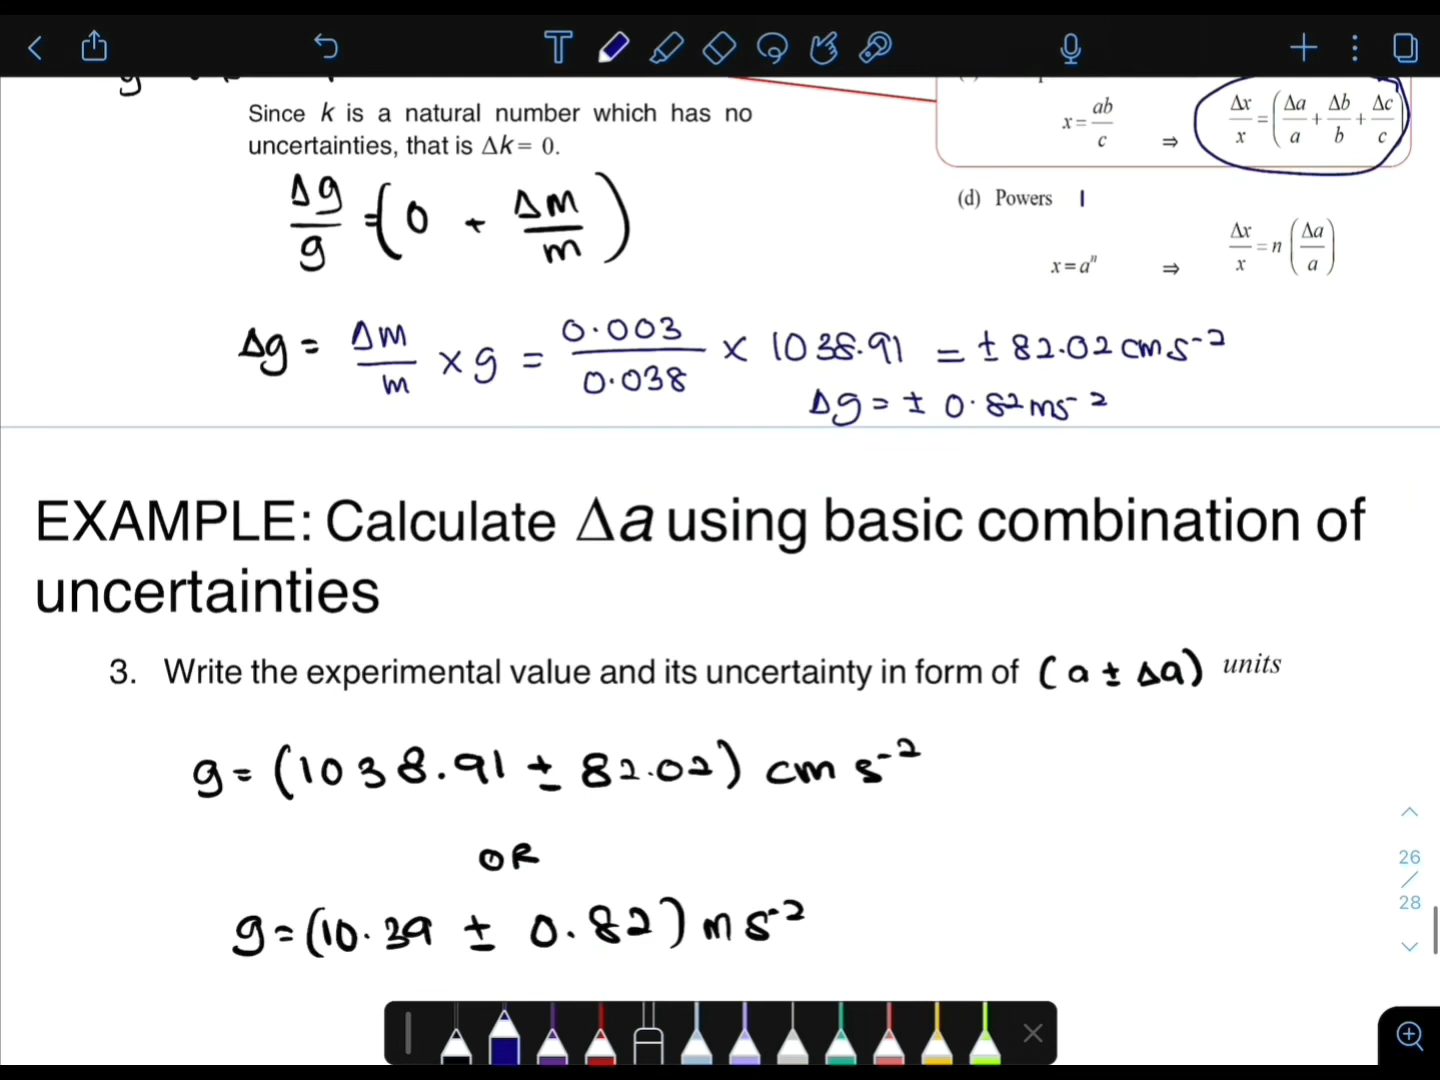 Since k is a natural number which has no
uncertainties, that is Δk= 0.
Δg/g = (0 + Δm/m)
Δg = Δm/m × g = 0.003/0.038 × 1038.91 = ± 82.02 cm s⁻²
Δg = ± 0.82 ms⁻²
x = ab/c ⇒ Δx/x = (Δa/a + Δb/b + Δc/c)
(d) Powers
x = aⁿ ⇒ Δx/x = n (Δa/a)
EXAMPLE: Calculate Δa using basic combination of
uncertainties
3. Write the experimental value and its uncertainty in form of (a ± Δa) units
g = (1038.91 ± 82.02) cm s⁻²
OR
g = (10.39 ± 0.82) m s⁻²
26
/
28